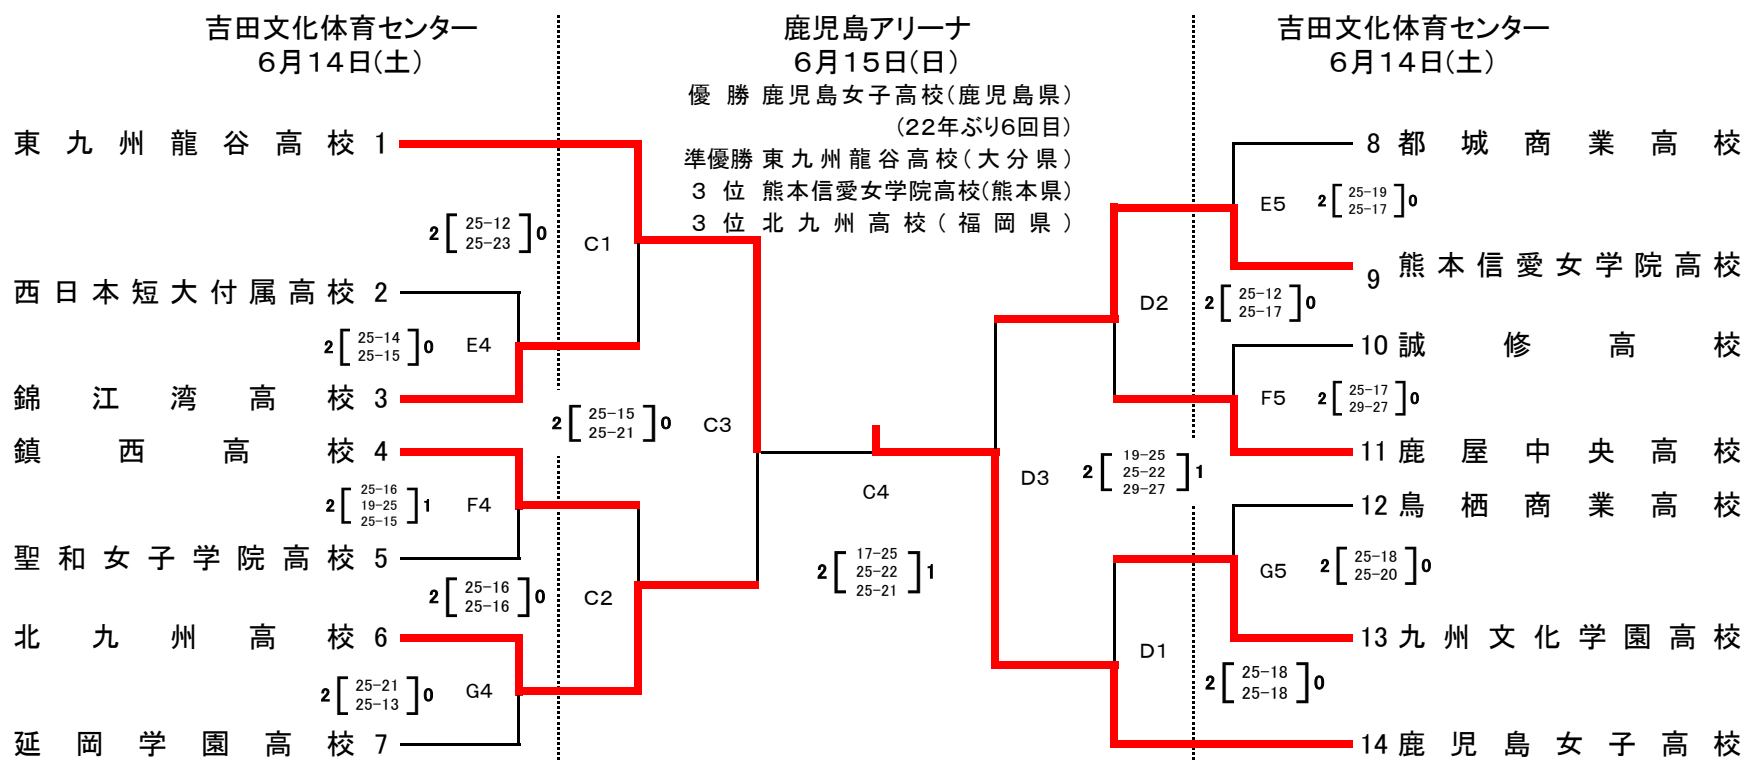 吉田文化体育センター
6月14日(土)
鹿児島アリーナ
6月15日(日)
吉田文化体育センター
6月14日(土)
優勝 鹿児島女子高校(鹿児島県)
(22年ぶり6回目)
準優勝 東九州龍谷高校(大分県)
3位 熊本信愛女学院高校(熊本県)
3位 北九州高校(福岡県)
東九州龍谷高校 1
2 [25-12 25-23] 0
C1
西日本短大付属高校 2
2 [25-14 25-15] 0
E4
錦江湾高校 3
2 [25-15 25-21] 0
C3
鎮西高校 4
2 [25-16 19-25 25-15] 1
F4
聖和女子学院高校 5
2 [25-16 25-16] 0
C2
北九州高校 6
2 [25-21 25-13] 0
G4
延岡学園高校 7
C4
2 [17-25 25-22 25-21] 1
8 都城商業高校
E5
2 [25-19 25-17] 0
9 熊本信愛女学院高校
D2
2 [25-12 25-17] 0
10 誠修高校
F5
2 [25-17 29-27] 0
11 鹿屋中央高校
D3
2 [19-25 25-22 29-27] 1
12 鳥栖商業高校
G5
2 [25-18 25-20] 0
13 九州文化学園高校
D1
2 [25-18 25-18] 0
14 鹿児島女子高校